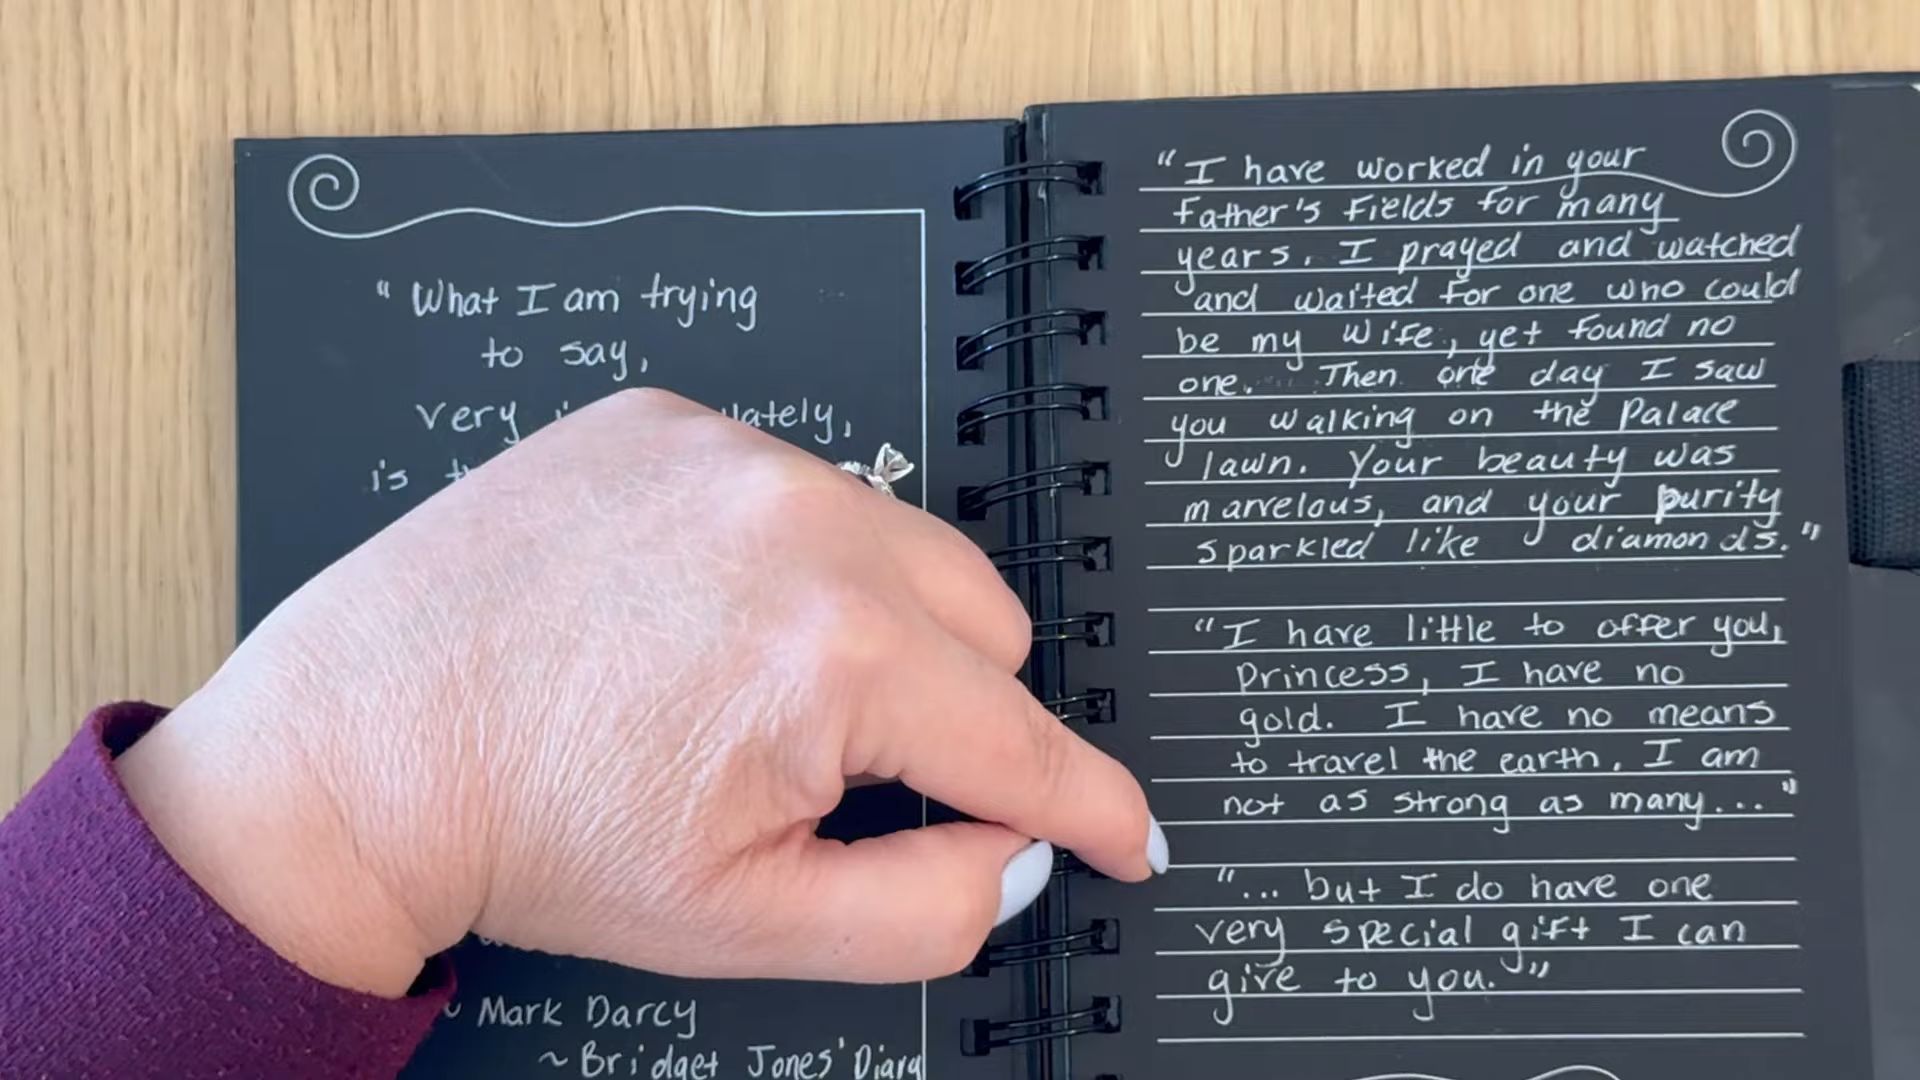 "What I am trying
to say,
very
is
~ Mark Darcy
~ Bridget Jones' Diary
"I have worked in your
Father's Fields for many
years. I prayed and watched
and waited for one who could
be my wife, yet found no
one. Then one day I saw
you walking on the palace
lawn. Your beauty was
marvelous, and your purity
sparkled like diamonds."
"I have little to offer you,
Princess, I have no
gold. I have no means
to travel the earth. I am
not as strong as many..."
"... but I do have one
very special gift I can
give to you."